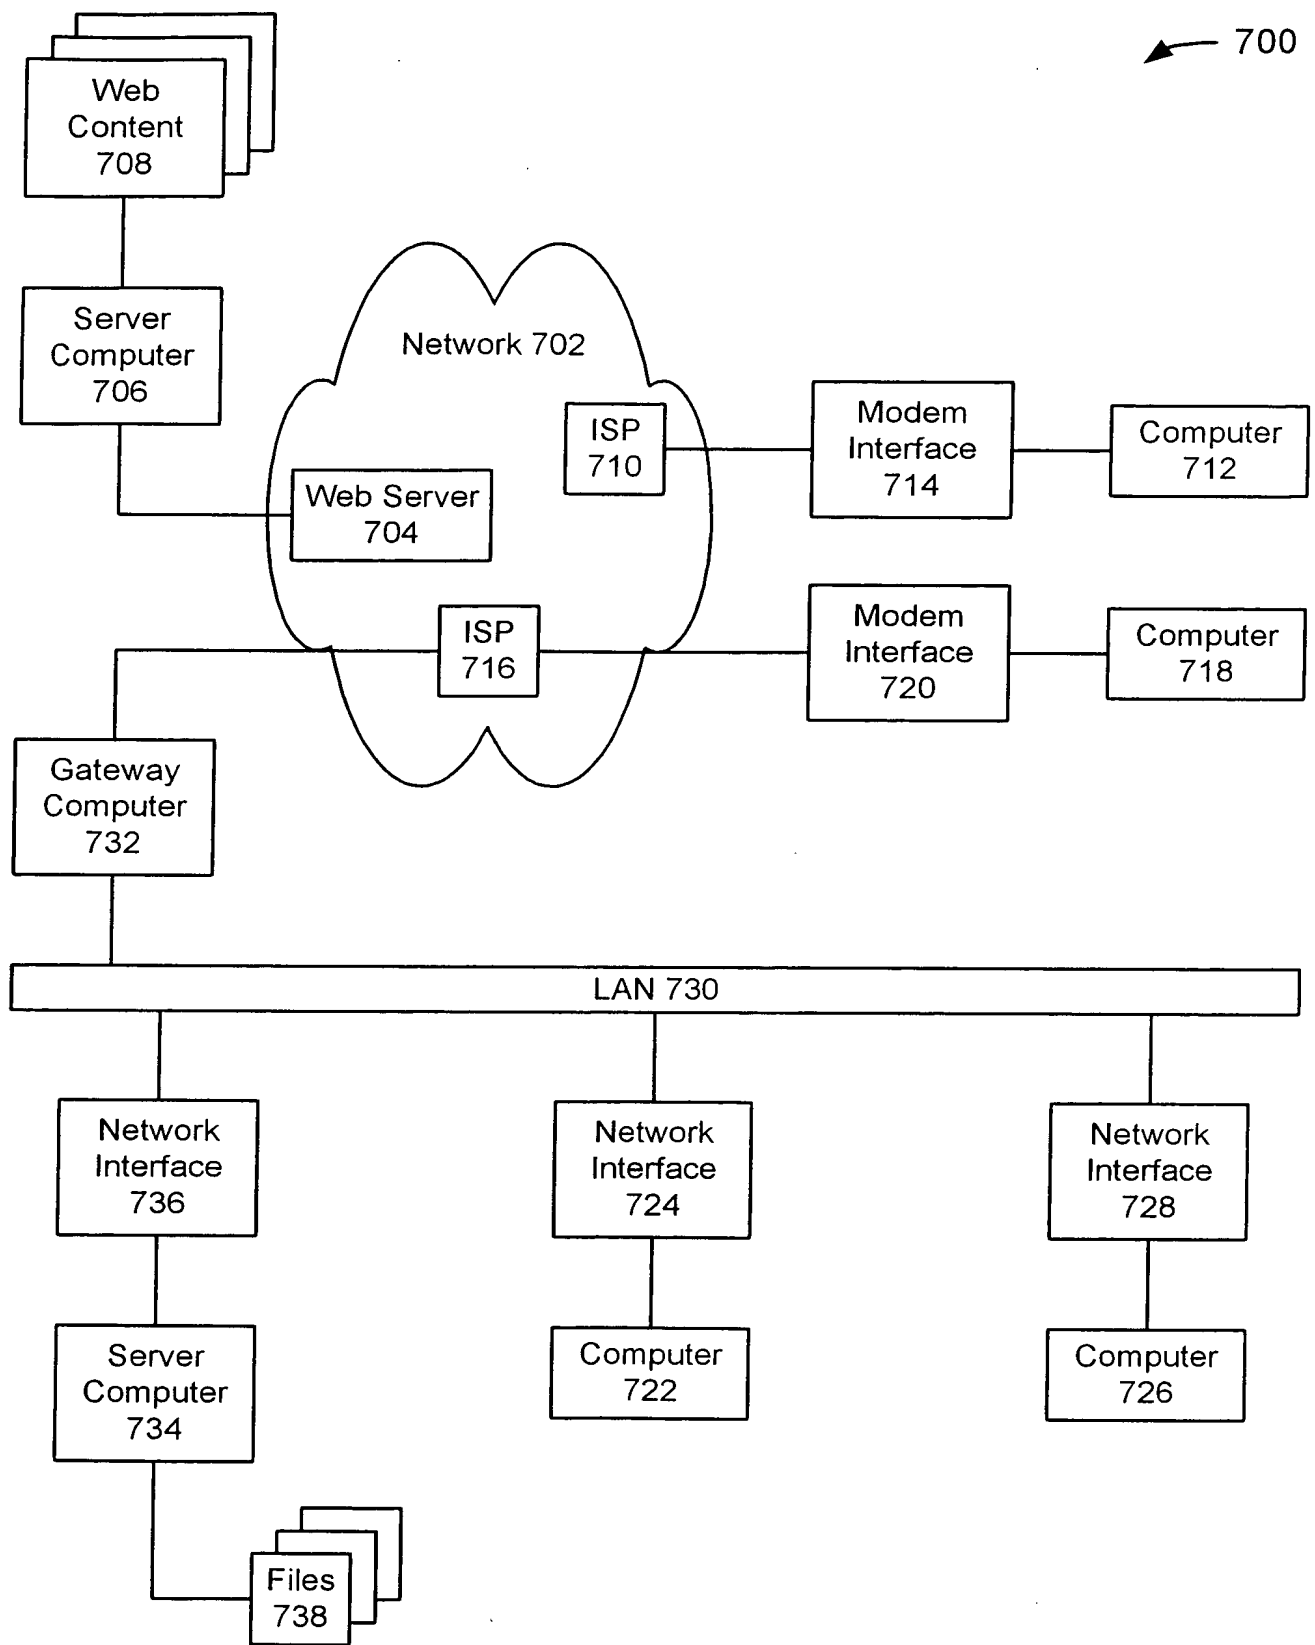 700
Web
Content
708
Server
Computer
706
Network 702
ISP
710
Modem
Interface
714
Computer
712
Web Server
704
ISP
716
Modem
Interface
720
Computer
718
Gateway
Computer
732
LAN 730
Network
Interface
736
Network
Interface
724
Network
Interface
728
Server
Computer
734
Computer
722
Computer
726
Files
738